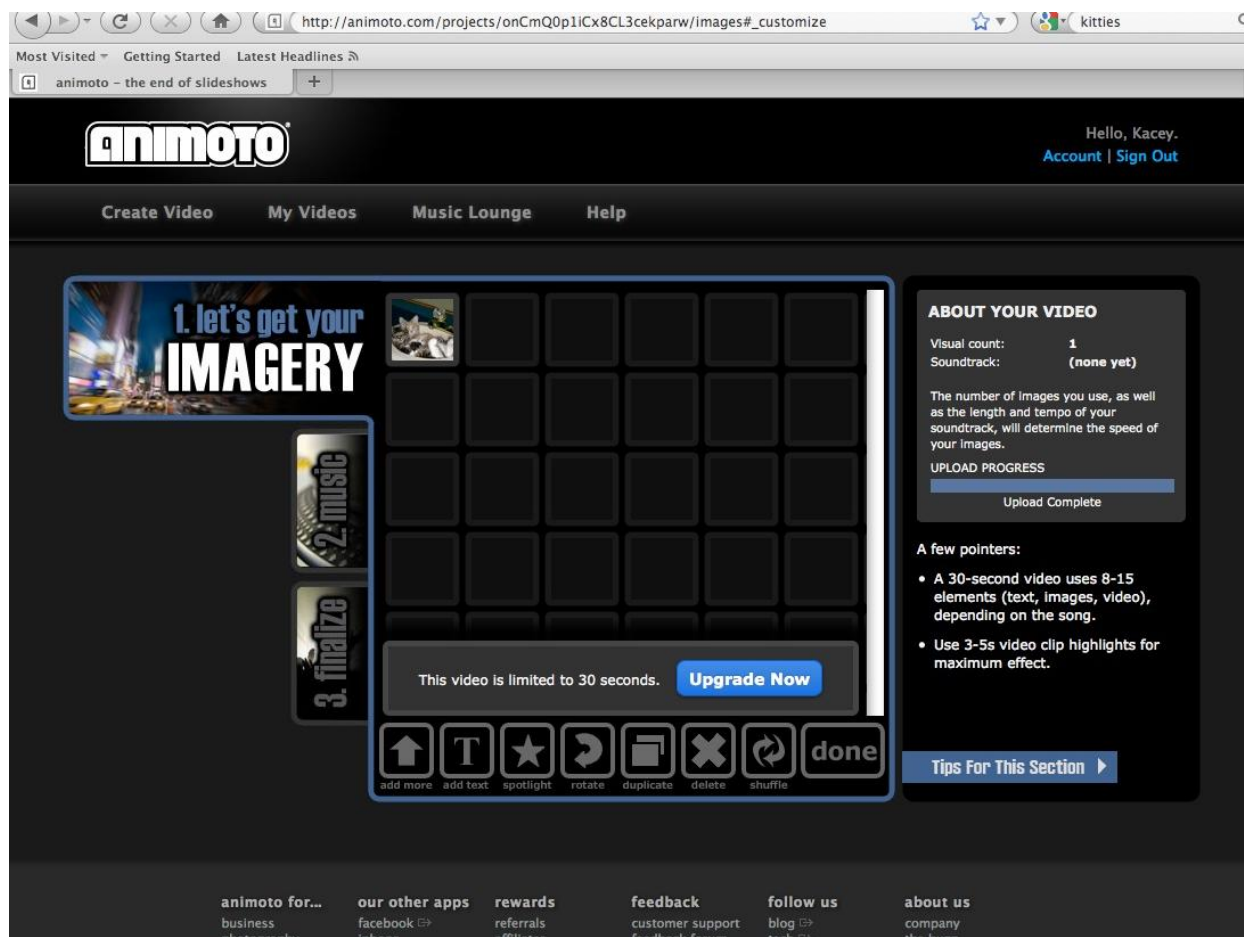 http://animoto.com/projects/onCmQ0p1iCx8CL3cekparw/images#_customize
kitties
Most Visited Getting Started Latest Headlines
animoto – the end of slideshows +
animoto
Hello, Kacey.
Account | Sign Out
Create Video My Videos Music Lounge Help
1. let's get your
IMAGERY
2. music
3. finalize
This video is limited to 30 seconds. Upgrade Now
T done
add more add text spotlight rotate duplicate delete shuffle
ABOUT YOUR VIDEO
Visual count: 1
Soundtrack: (none yet)
The number of images you use, as well
as the length and tempo of your
soundtrack, will determine the speed of
your images.
UPLOAD PROGRESS
Upload Complete
A few pointers:
• A 30-second video uses 8-15
elements (text, images, video),
depending on the song.
• Use 3-5s video clip highlights for
maximum effect.
Tips For This Section
animoto for... our other apps rewards feedback follow us about us
business facebook referrals customer support blog company